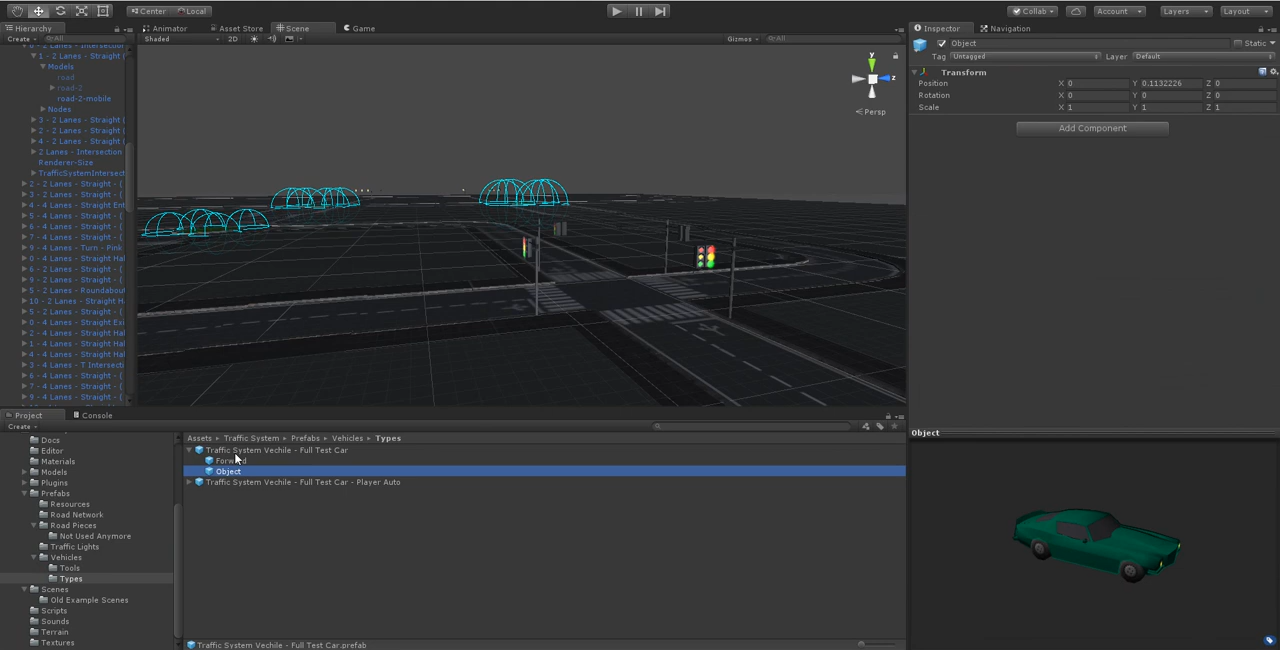 Center Local Collab Account Layers Layout
Hierarchy Animator Asset Store Scene Game Inspector Navigation
Create All Shaded 2D Gizmos All Object Static
Tag Untagged Layer Default
1 - 2 Lanes - Straight (
Transform
Models
Position X 0 Y 0.1132226 Z 0
road
Rotation X 0 Y 0 Z 0
road-2
Scale X 1 Y 1 Z 1
road-2-mobile
Nodes
y
z
Persp
Add Component
3 - 2 Lanes - Straight (
2 - 2 Lanes - Straight (
4 - 2 Lanes - Straight (
2 Lanes - Intersection
Renderer-Size
TrafficSystemIntersect
2 - 2 Lanes - Straight - (
3 - 2 Lanes - Straight - (
4 - 4 Lanes - Straight Ent
5 - 4 Lanes - Straight - (
6 - 4 Lanes - Straight - (
7 - 4 Lanes - Straight - (
9 - 4 Lanes - Turn - Pink
0 - 4 Lanes - Straight Hal
6 - 2 Lanes - Straight - (
9 - 2 Lanes - Straight - (
5 - 2 Lanes - Roundabout
10 - 2 Lanes - Straight H
5 - 2 Lanes - Straight - (
0 - 4 Lanes - Straight Exi
2 - 4 Lanes - Straight Hal
1 - 4 Lanes - Straight Hal
4 - 4 Lanes - Straight Hal
3 - 4 Lanes - T Intersecti
6 - 4 Lanes - Straight - (
7 - 4 Lanes - Straight - (
9 - 4 Lanes - Straight - (
Project Console
Create
Docs
Editor
Materials
Models
Plugins
Prefabs
Resources
Road Network
Road Pieces
Not Used Anymore
Traffic Lights
Vehicles
Tools
Types
Scenes
Old Example Scenes
Scripts
Sounds
Terrain
Textures
Assets Traffic System Prefabs Vehicles Types
Traffic System Vechile - Full Test Car
Object
Traffic System Vechile - Full Test Car - Player Auto
Traffic System Vechile - Full Test Car.prefab
Object